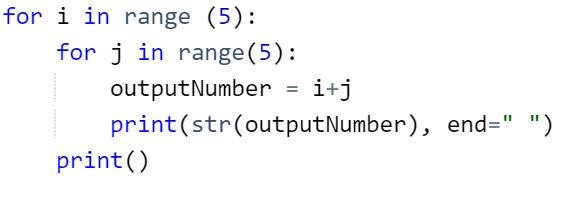 for i in range (5):
    for j in range(5):
        outputNumber = i+j
        print(str(outputNumber), end=" ")
    print()